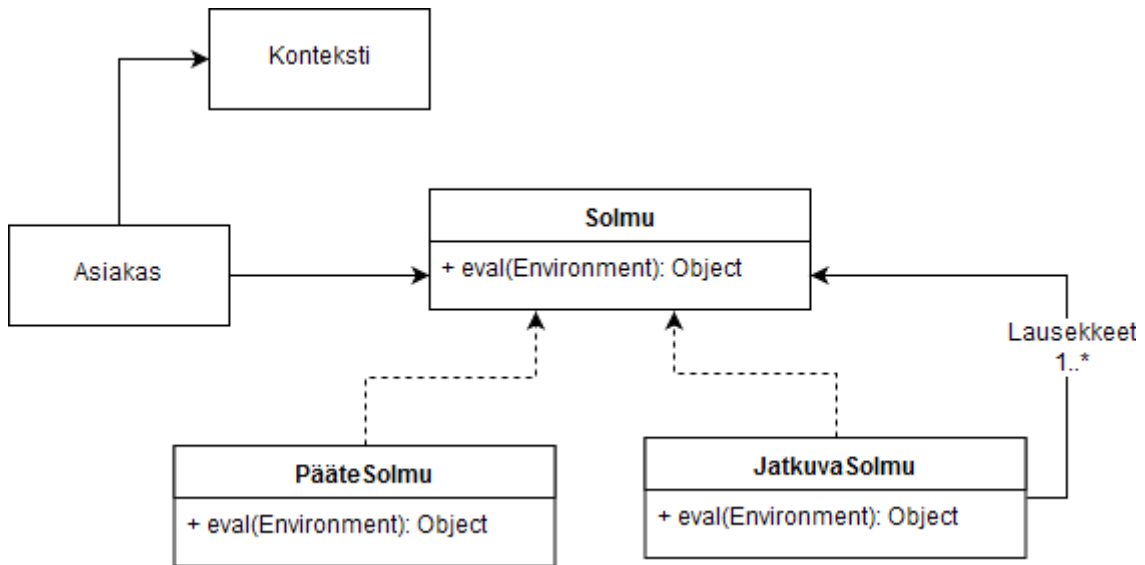 Konteksti
Asiakas
Solmu
+ eval(Environment): Object
Lausekkeet
1..*
PääteSolmu
+ eval(Environment): Object
JatkuvaSolmu
+ eval(Environment): Object